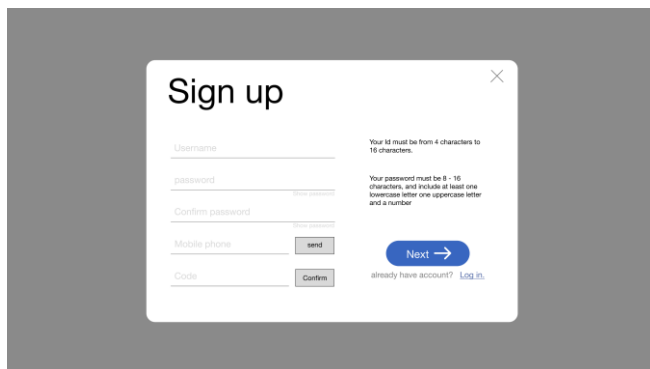 Sign up
Username
password
Show password
Confirm password
Show password
Mobile phone
send
Code
Confirm
Your Id must be from 4 characters to
16 characters.
Your password must be 8 - 16
characters, and include at least one
lowercase letter one uppercase letter
and a number
Next
already have account? Log in.